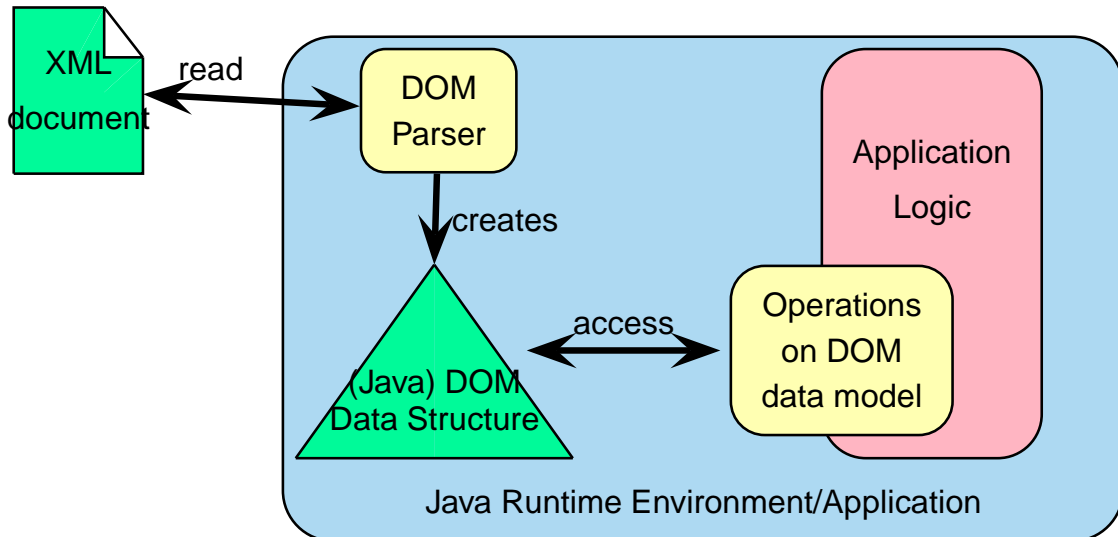 XML
document
read
DOM
Parser
creates
(Java) DOM
Data Structure
access
Application
Logic
Operations
on DOM
data model
Java Runtime Environment/Application